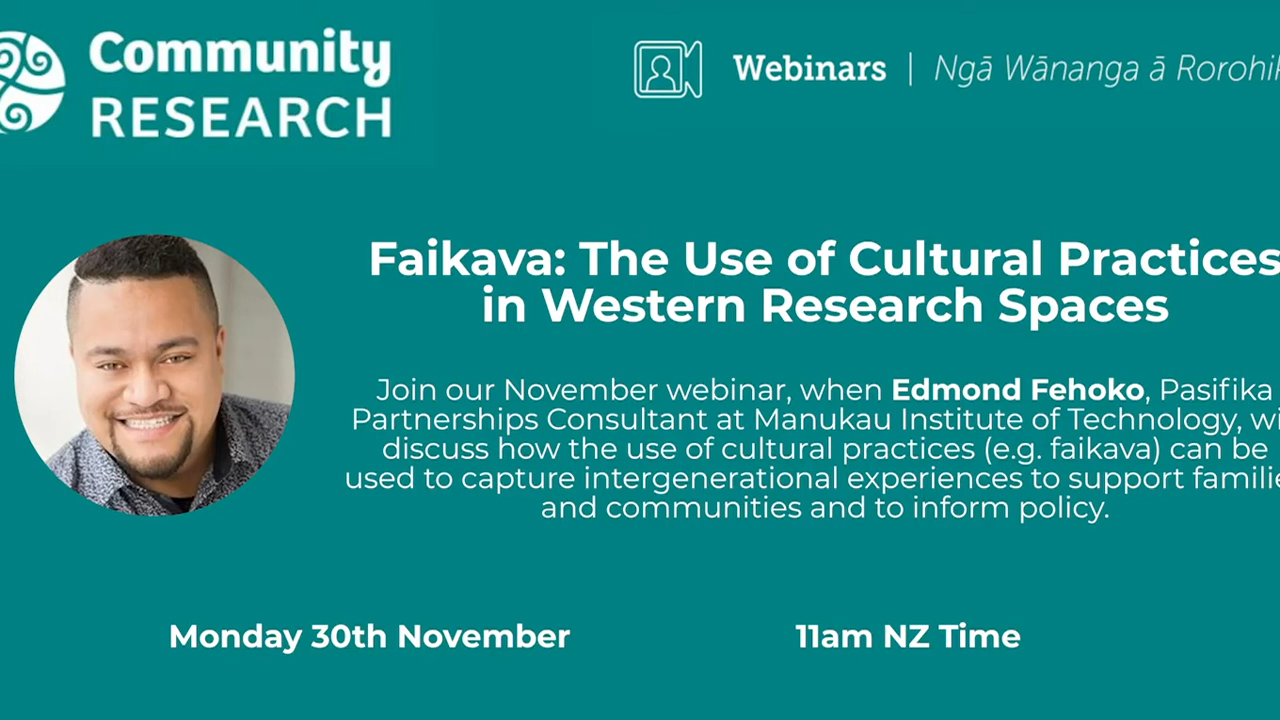 Community
RESEARCH
Webinars | Ngā Wānanga ā
Faikava: The Use of Cultural Practices
in Western Research Spaces
Join our November webinar, when Edmond Fehoko, Pasifika
Partnerships Consultant at Manukau Institute of Technology,
discuss how the use of cultural practices (e.g. faikava) can be
used to capture intergenerational experiences to support
and communities and to inform policy.
Monday 30th November
11am NZ Time